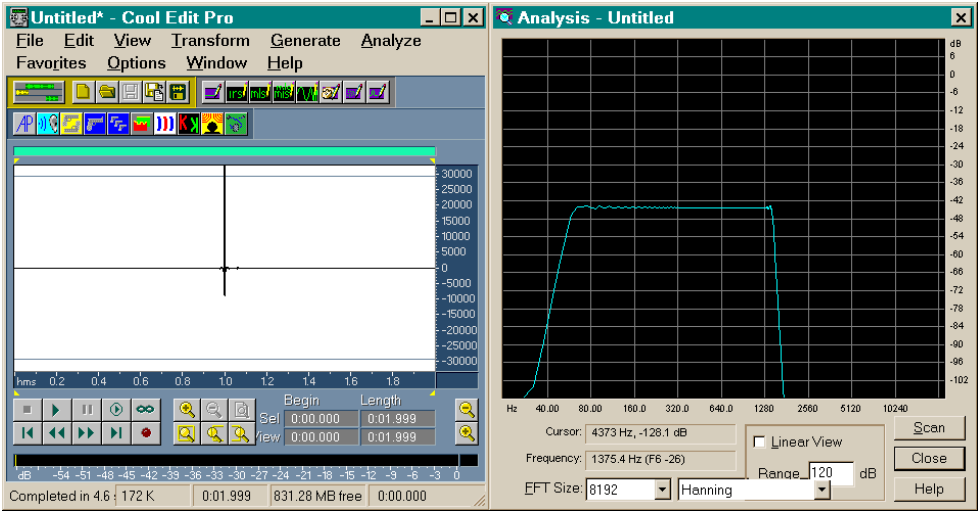 Untitled* - Cool Edit Pro
File Edit View Transform Generate Analyze
Favorites Options Window Help
30000
25000
20000
15000
10000
5000
0
-5000
-10000
-15000
-20000
-25000
-30000
hms 0.2 0.4 0.6 0.8 1.0 1.2 1.4 1.6 1.8
Begin Length
Sel 0:00.000 0:01.999
View 0:00.000 0:01.999
dB -54 -51 -48 -45 -42 -39 -36 -33 -30 -27 -24 -21 -18 -15 -12 -9 -6 -3 0
Completed in 4.6 172 K 0:01.999 831.28 MB free 0:00.000
Analysis - Untitled
dB
6
0
-6
-12
-18
-24
-30
-36
-42
-48
-54
-60
-66
-72
-78
-84
-90
-96
-102
Hz 40.00 80.00 160.0 320.0 640.0 1280 2560 5120 10240
Cursor: 4373 Hz, -128.1 dB
Frequency: 1375.4 Hz (F6 -26)
FFT Size: 8192 Hanning
Linear View
Range 120 dB
Scan
Close
Help